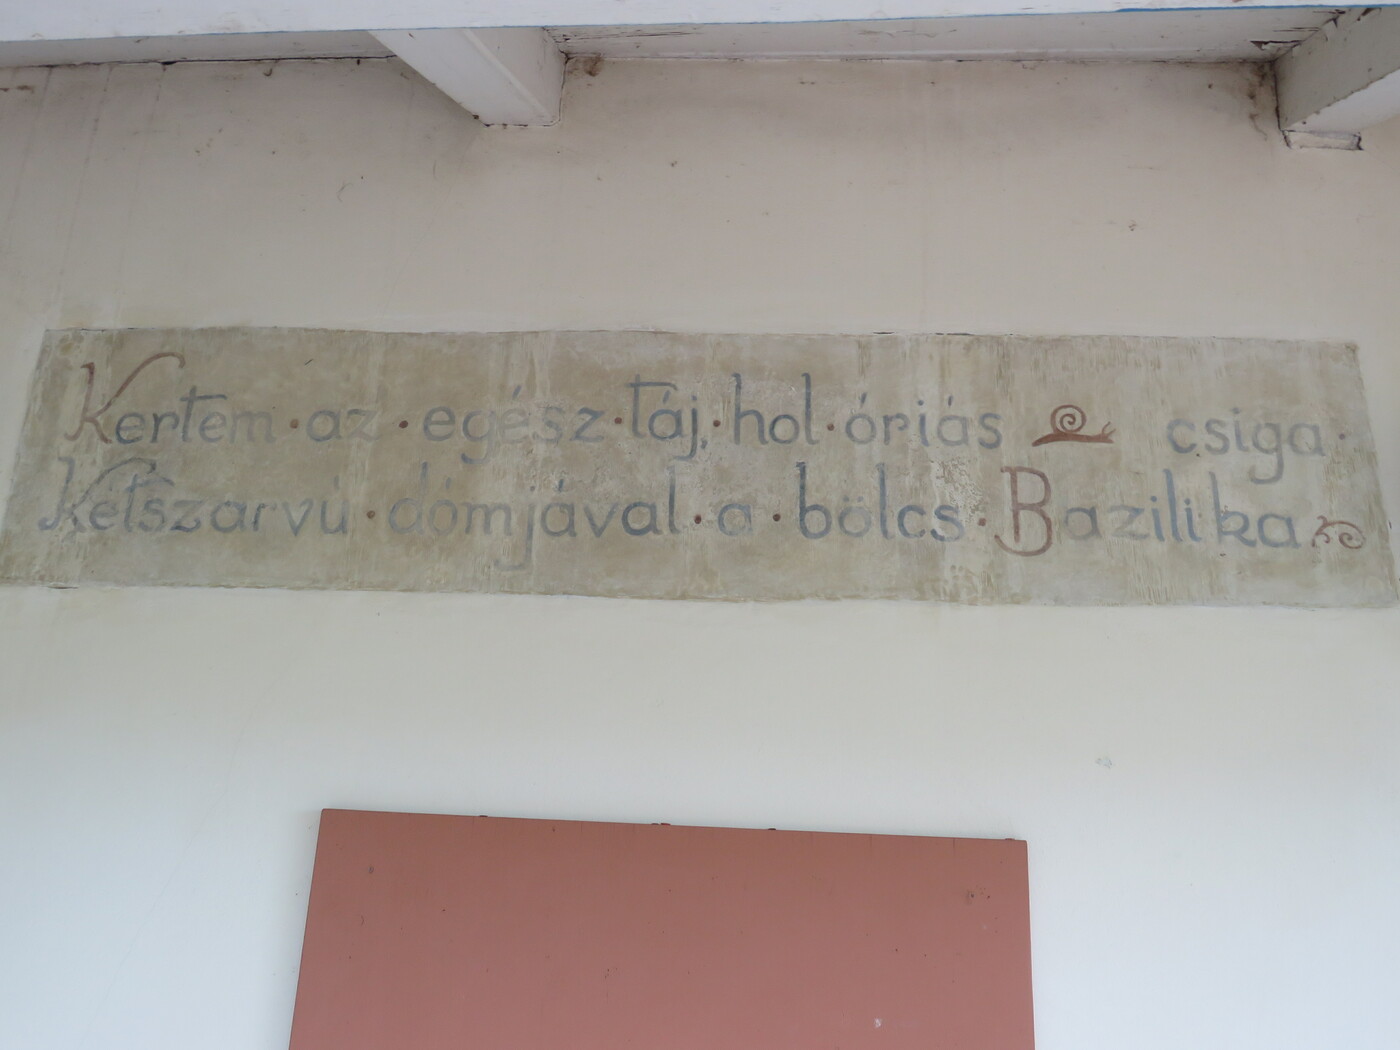 Kertem · az · egész · táj, · hol · óriás csiga ·
Kétszarvú · dómjával · a · bölcs · Bazilika